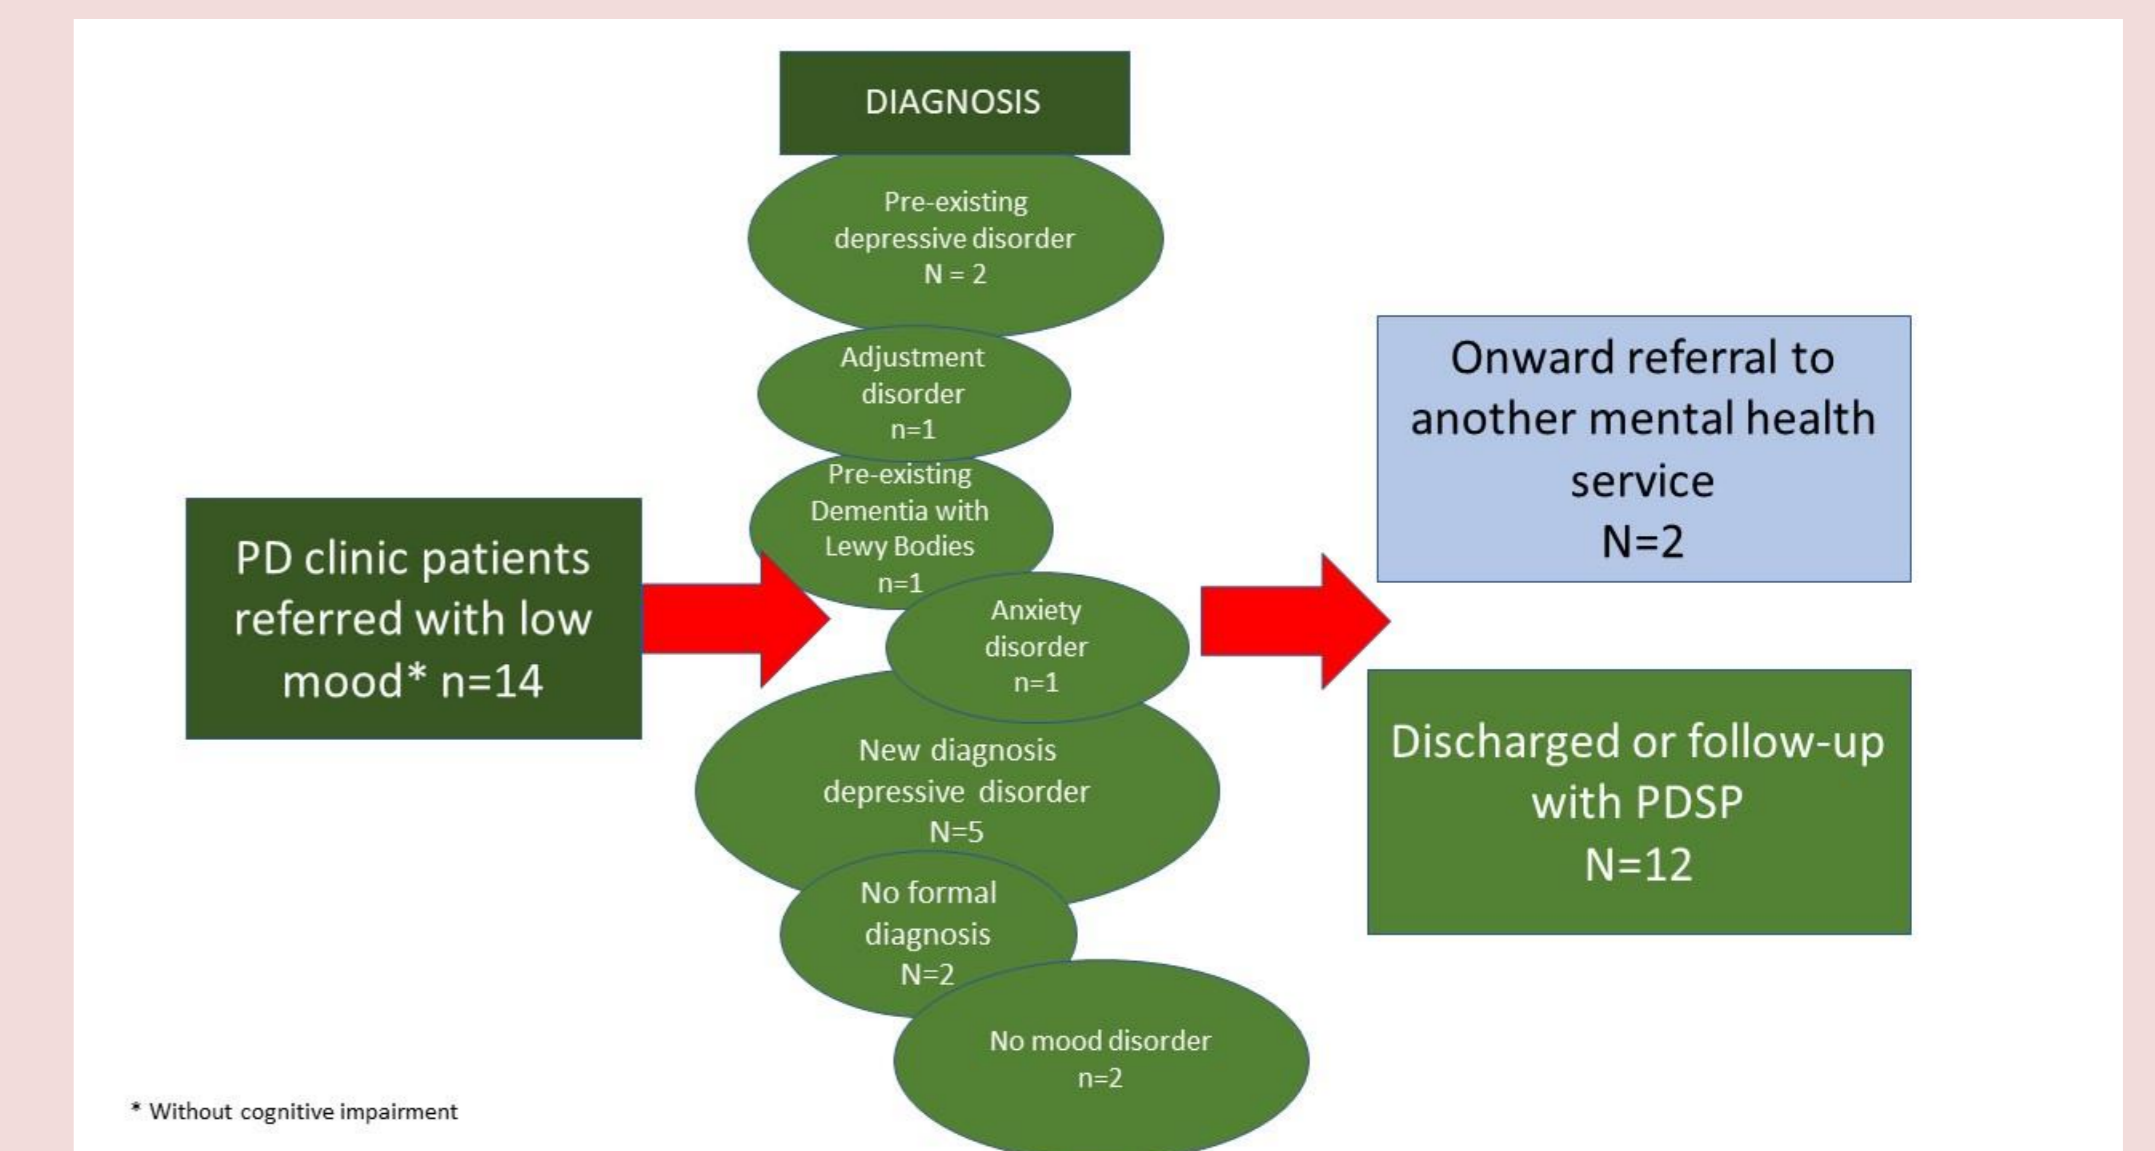 DIAGNOSIS
Pre-existing
depressive disorder
N = 2
Adjustment
disorder
n=1
Pre-existing
Dementia with
Lewy Bodies
n=1
PD clinic patients
referred with low
mood* n=14
Anxiety
disorder
n=1
New diagnosis
depressive disorder
N=5
No formal
diagnosis
N=2
No mood disorder
n=2
Onward referral to
another mental health
service
N=2
Discharged or follow-up
with PDSP
N=12
* Without cognitive impairment